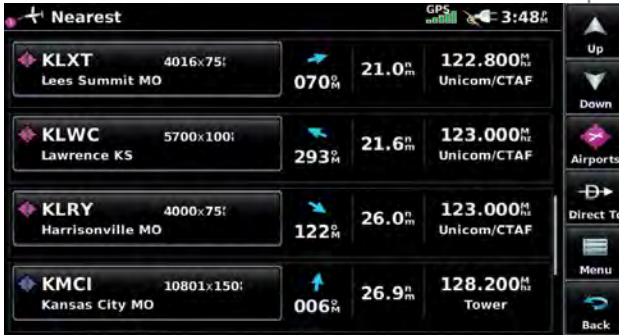 Nearest
GPS
3:48
KLXT 4016x75
Lees Summit MO
070°M
21.0nm
122.800MHz
Unicom/CTAF
KLWC 5700x100
Lawrence KS
293°M
21.6nm
123.000MHz
Unicom/CTAF
KLRY 4000x75
Harrisonville MO
122°M
26.0nm
123.000MHz
Unicom/CTAF
KMCI 10801x150
Kansas City MO
006°M
26.9nm
128.200MHz
Tower
Up
Down
Airports
D
Direct To
Menu
Back